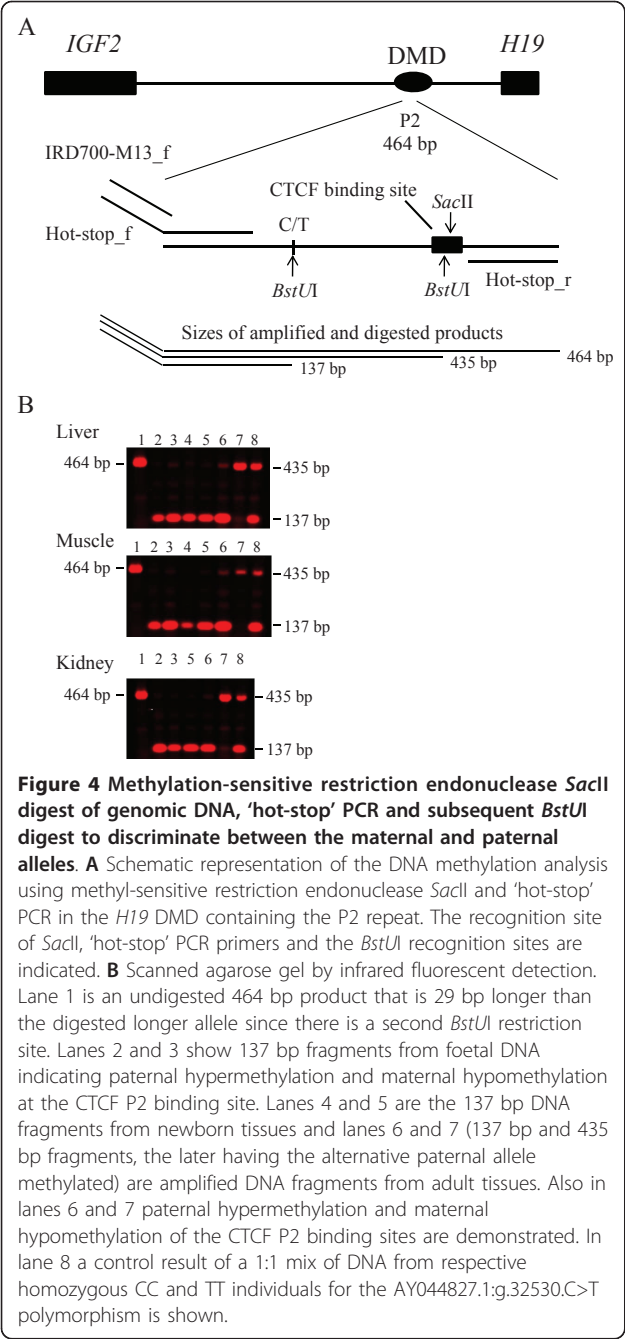 A
IGF2
DMD
H19
P2
464 bp
IRD700-M13_f
CTCF binding site
SacII
Hot-stop_f
C/T
BstUI
BstUI
Hot-stop_r
Sizes of amplified and digested products
137 bp
435 bp
464 bp
B
Liver
1 2 3 4 5 6 7 8
464 bp
435 bp
137 bp
Muscle
1 2 3 4 5 6 7 8
464 bp
435 bp
137 bp
Kidney
1 2 3 5 6 7 8
464 bp
435 bp
137 bp
Figure 4 Methylation-sensitive restriction endonuclease SacII
digest of genomic DNA, ‘hot-stop’ PCR and subsequent BstUI
digest to discriminate between the maternal and paternal
alleles. A Schematic representation of the DNA methylation analysis
using methyl-sensitive restriction endonuclease SacII and ‘hot-stop’
PCR in the H19 DMD containing the P2 repeat. The recognition site
of SacII, ‘hot-stop’ PCR primers and the BstUI recognition sites are
indicated. B Scanned agarose gel by infrared fluorescent detection.
Lane 1 is an undigested 464 bp product that is 29 bp longer than
the digested longer allele since there is a second BstUI restriction
site. Lanes 2 and 3 show 137 bp fragments from foetal DNA
indicating paternal hypermethylation and maternal hypomethylation
at the CTCF P2 binding site. Lanes 4 and 5 are the 137 bp DNA
fragments from newborn tissues and lanes 6 and 7 (137 bp and 435
bp fragments, the later having the alternative paternal allele
methylated) are amplified DNA fragments from adult tissues. Also in
lanes 6 and 7 paternal hypermethylation and maternal
hypomethylation of the CTCF P2 binding sites are demonstrated. In
lane 8 a control result of a 1:1 mix of DNA from respective
homozygous CC and TT individuals for the AY044827.1:g.32530.C>T
polymorphism is shown.